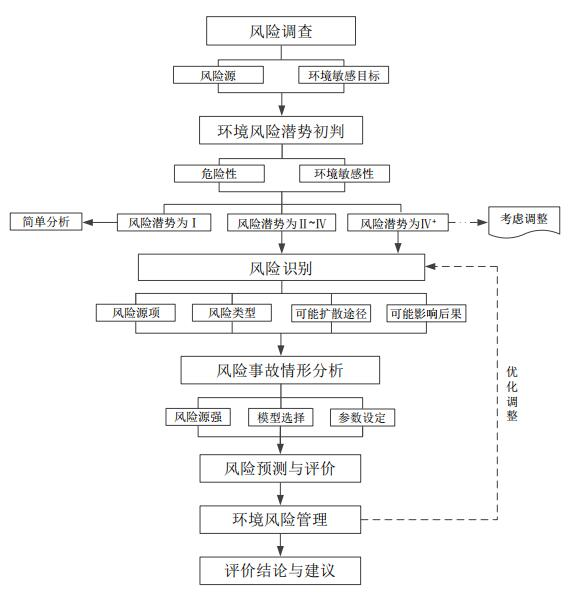 风险调查
风险源
环境敏感目标
环境风险潜势初判
危险性
环境敏感性
简单分析
风险潜势为Ⅰ
风险潜势为Ⅱ~Ⅳ
风险潜势为Ⅳ⁺
考虑调整
风险识别
风险源项
风险类型
可能扩散途径
可能影响后果
风险事故情形分析
优化调整
风险源强
模型选择
参数设定
风险预测与评价
环境风险管理
评价结论与建议